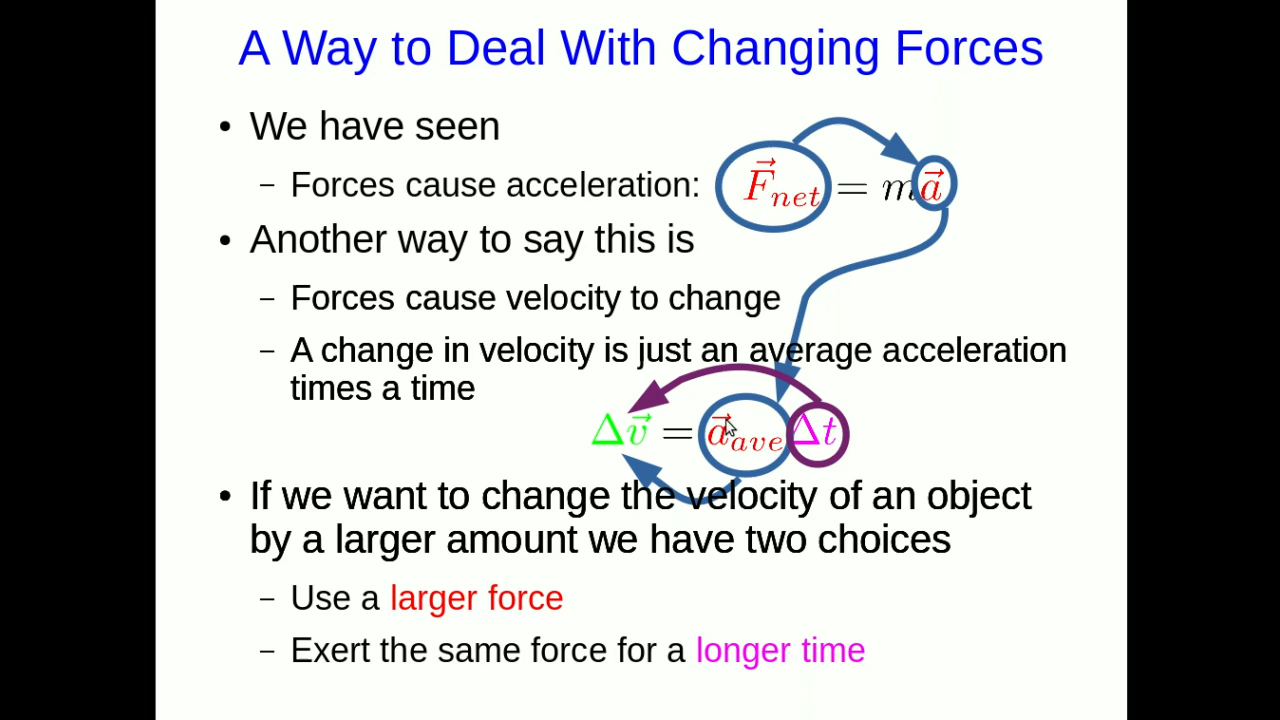 A Way to Deal With Changing Forces
• We have seen
– Forces cause acceleration: F⃗_net = ma⃗
• Another way to say this is
– Forces cause velocity to change
– A change in velocity is just an average acceleration
times a time
Δv⃗ = a⃗_ave Δt
• If we want to change the velocity of an object
by a larger amount we have two choices
– Use a larger force
– Exert the same force for a longer time